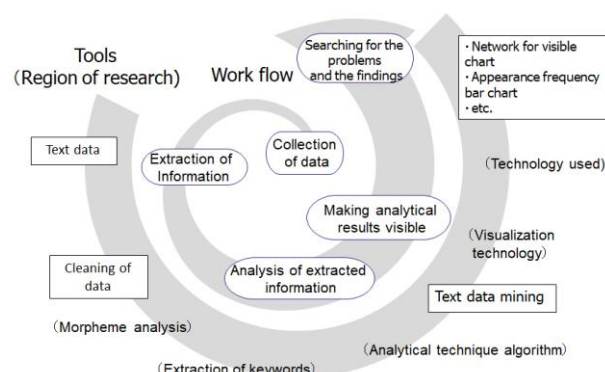 Tools
(Region of research)
Work flow
Searching for the
problems
and the findings
・Network for visible
chart
・Appearance frequency
bar chart
・etc.
Text data
Extraction of
Information
Collection
of data
(Technology used)
Making analytical
results visible
(Visualization
technology)
Cleaning of
data
Analysis of extracted
information
Text data mining
(Morpheme analysis)
(Analytical technique algorithm)
(Extraction of keywords)